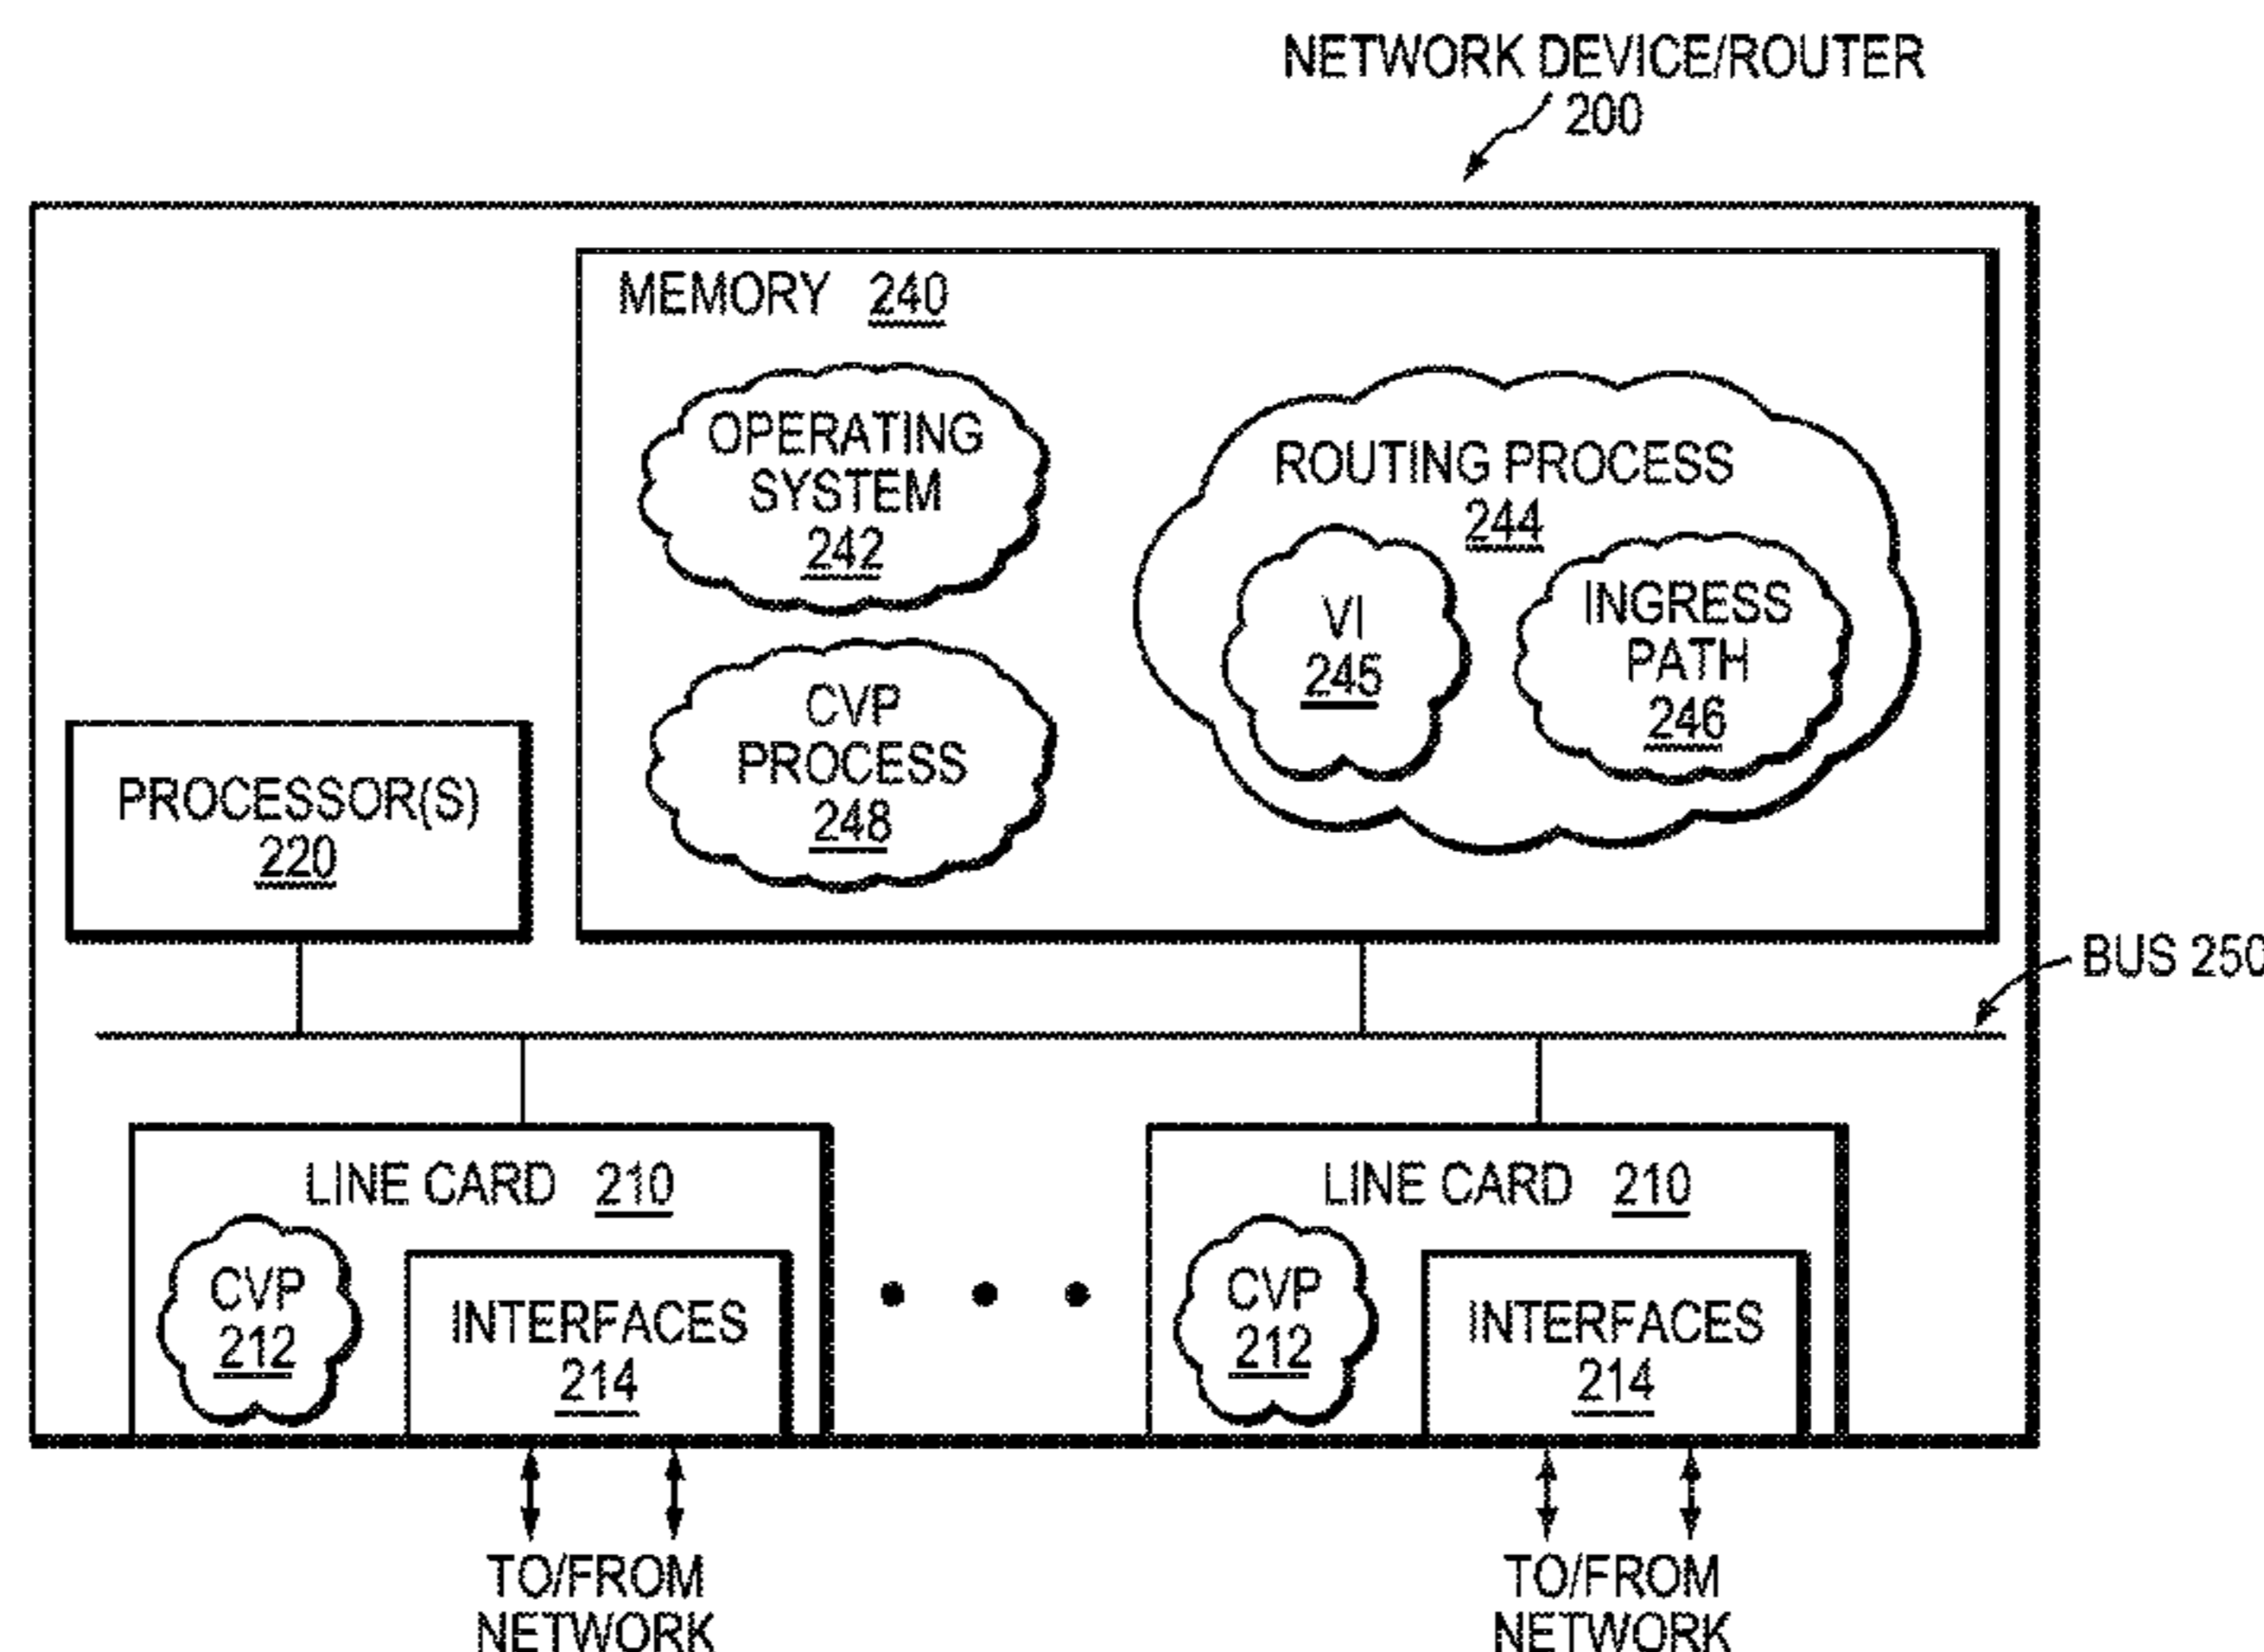 NETWORK DEVICE/ROUTER
200
MEMORY 240
OPERATING
SYSTEM
242
ROUTING PROCESS
244
VI
245
INGRESS
PATH
246
CVP
PROCESS
248
PROCESSOR(S)
220
BUS 250
LINE CARD 210
CVP
212
INTERFACES
214
LINE CARD 210
CVP
212
INTERFACES
214
TO/FROM
NETWORK
TO/FROM
NETWORK